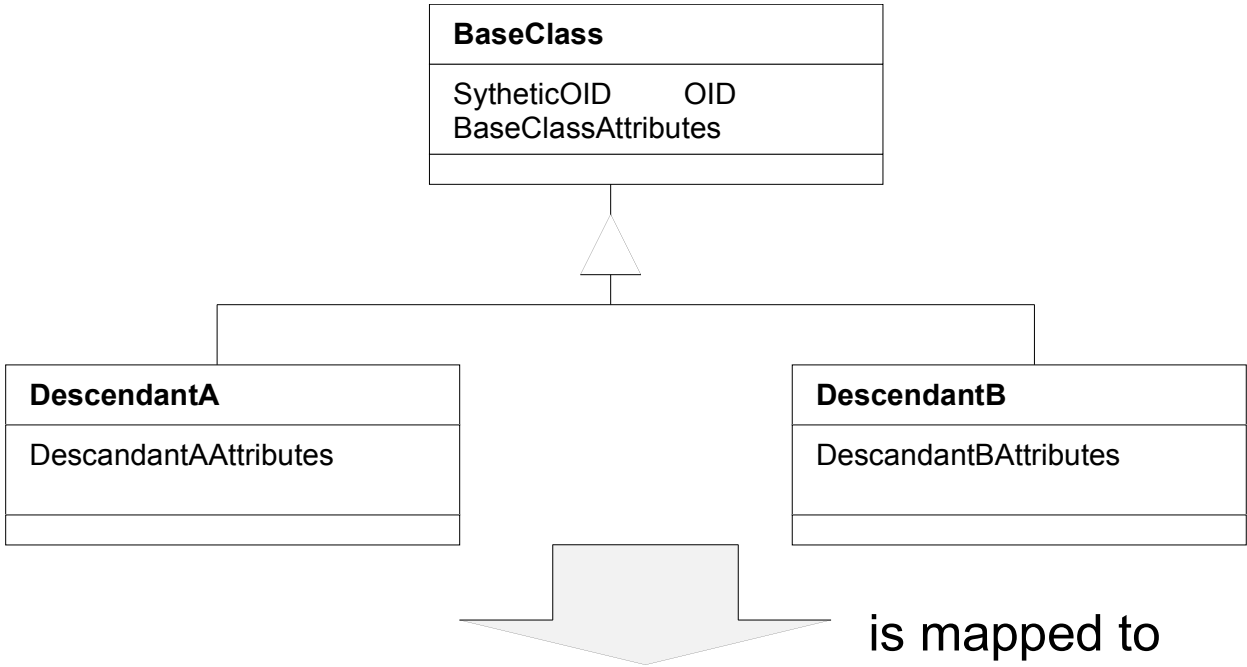 BaseClass
SytheticOID OID
BaseClassAttributes
DescendantA
DescandantAAttributes
DescendantB
DescandantBAttributes
is mapped to